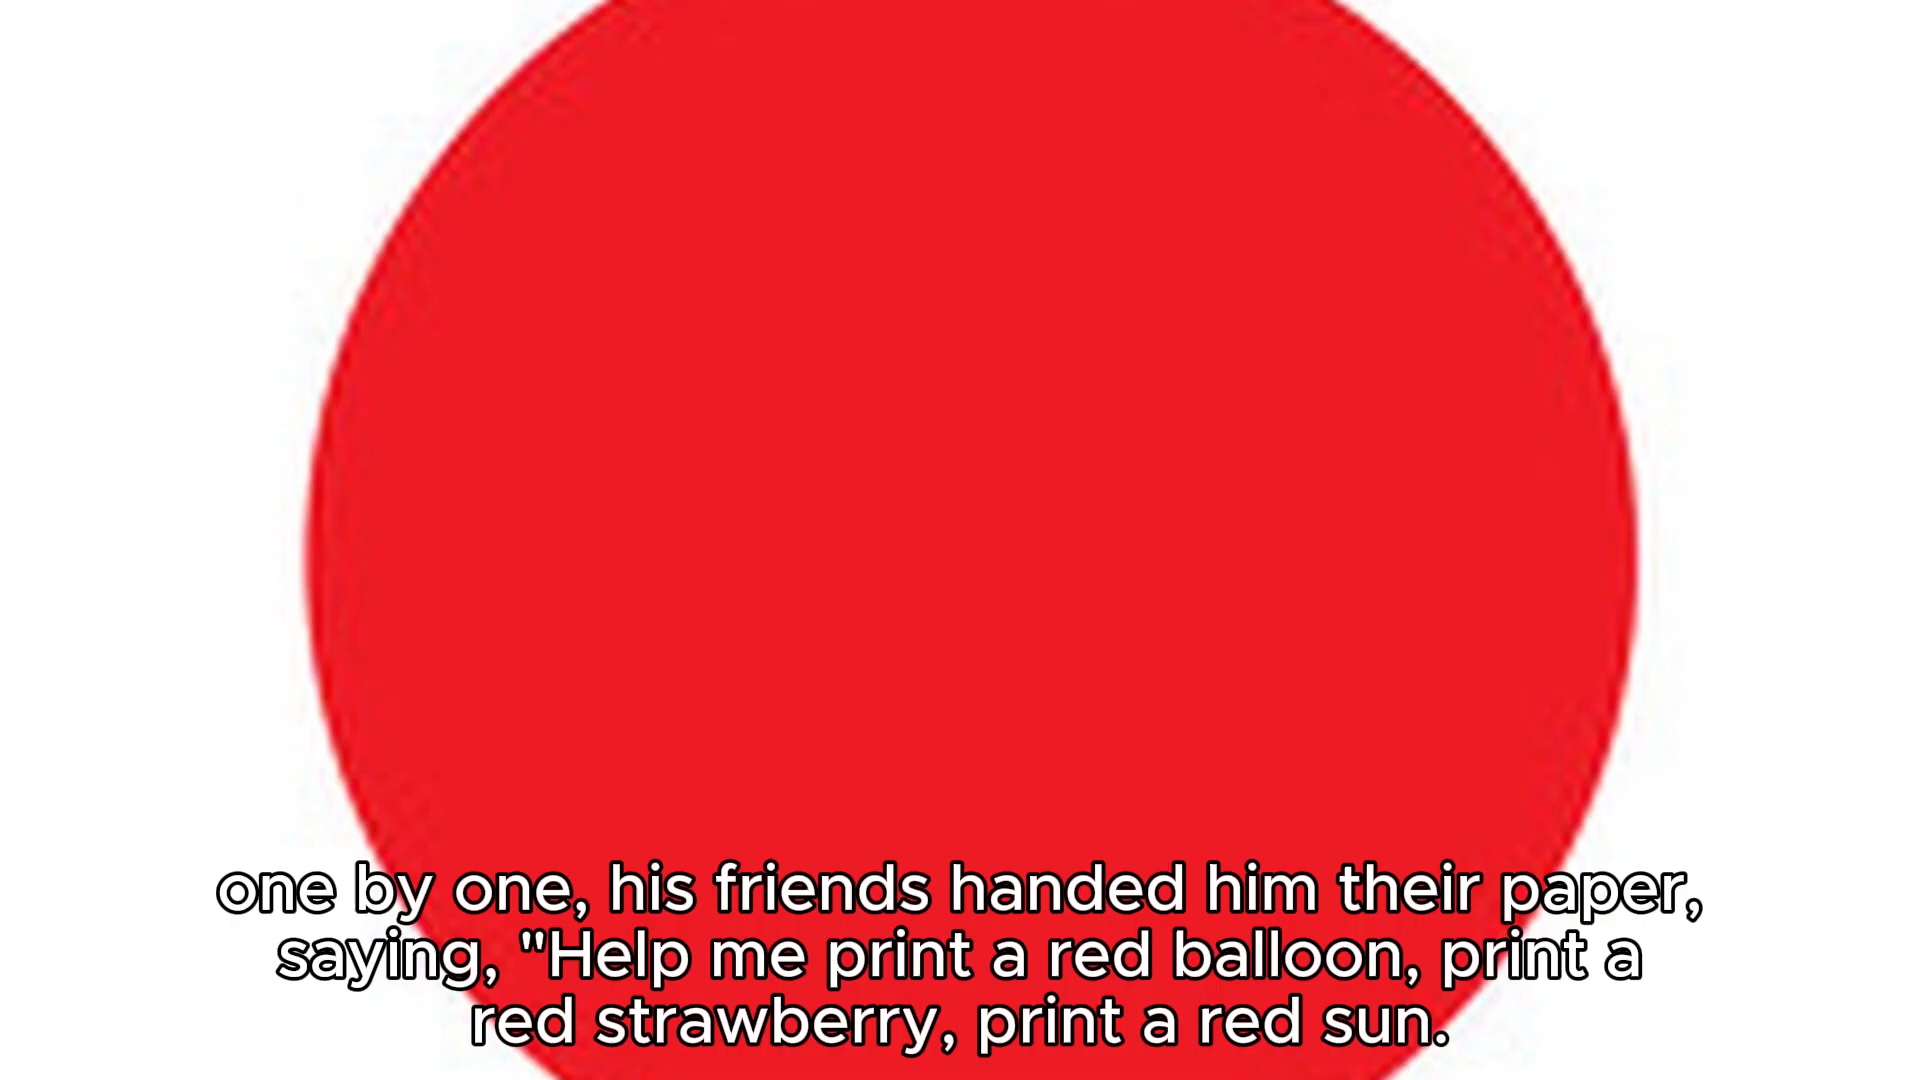 one by one, his friends handed him their paper,
saying, "Help me print a red balloon, print a
red strawberry, print a red sun.